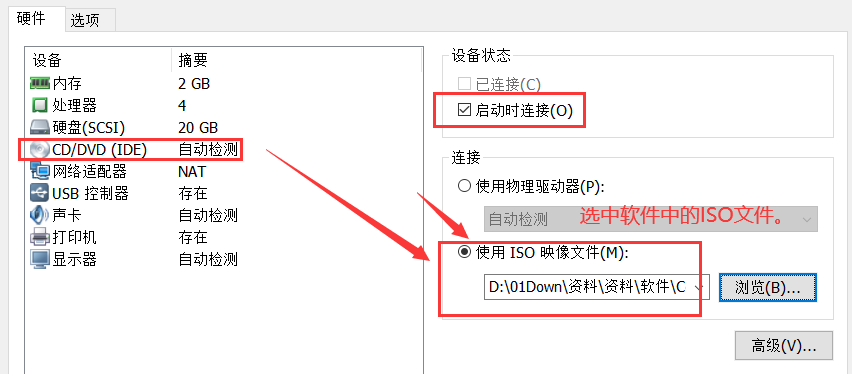 硬件 选项
设备 摘要
内存 2 GB
处理器 4
硬盘(SCSI) 20 GB
CD/DVD (IDE) 自动检测
网络适配器 NAT
USB 控制器 存在
声卡 自动检测
打印机 存在
显示器 自动检测
设备状态
已连接(C)
启动时连接(O)
连接
使用物理驱动器(P):
自动检测
选中软件中的ISO文件。
使用 ISO 映像文件(M):
D:\01Down\资料\资料\软件\C
浏览(B)...
高级(V)...